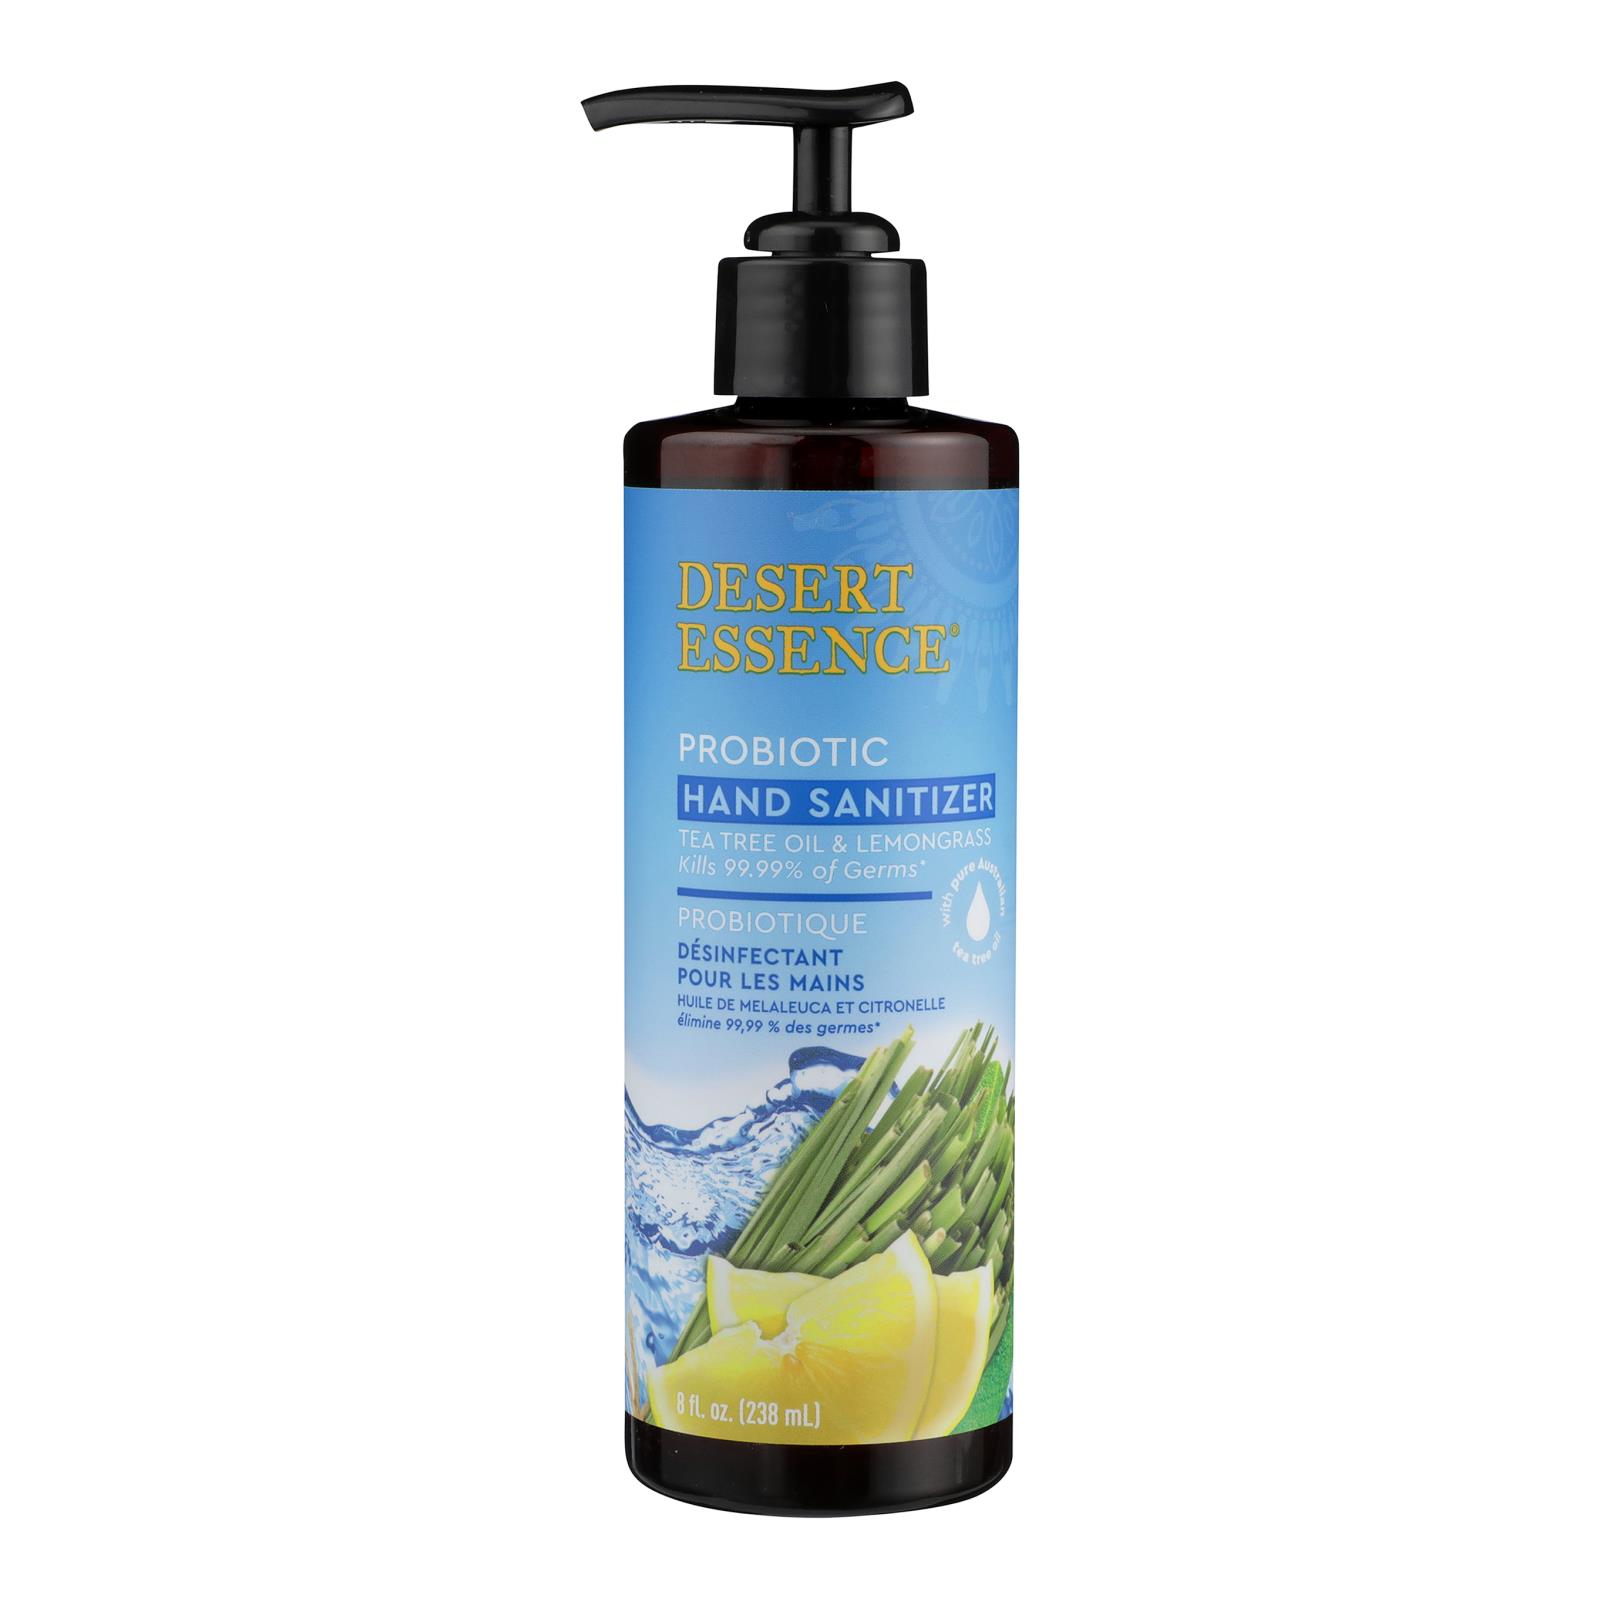 DESERT
ESSENCE®
PROBIOTIC
HAND SANITIZER
TEA TREE OIL & LEMONGRASS
Kills 99.99% of Germs*
with pure Australian
tea tree oil
PROBIOTIQUE
DÉSINFECTANT
POUR LES MAINS
HUILE DE MELALEUCA ET CITRONELLE
élimine 99,99 % des germes*
8 fl. oz. (238 mL)